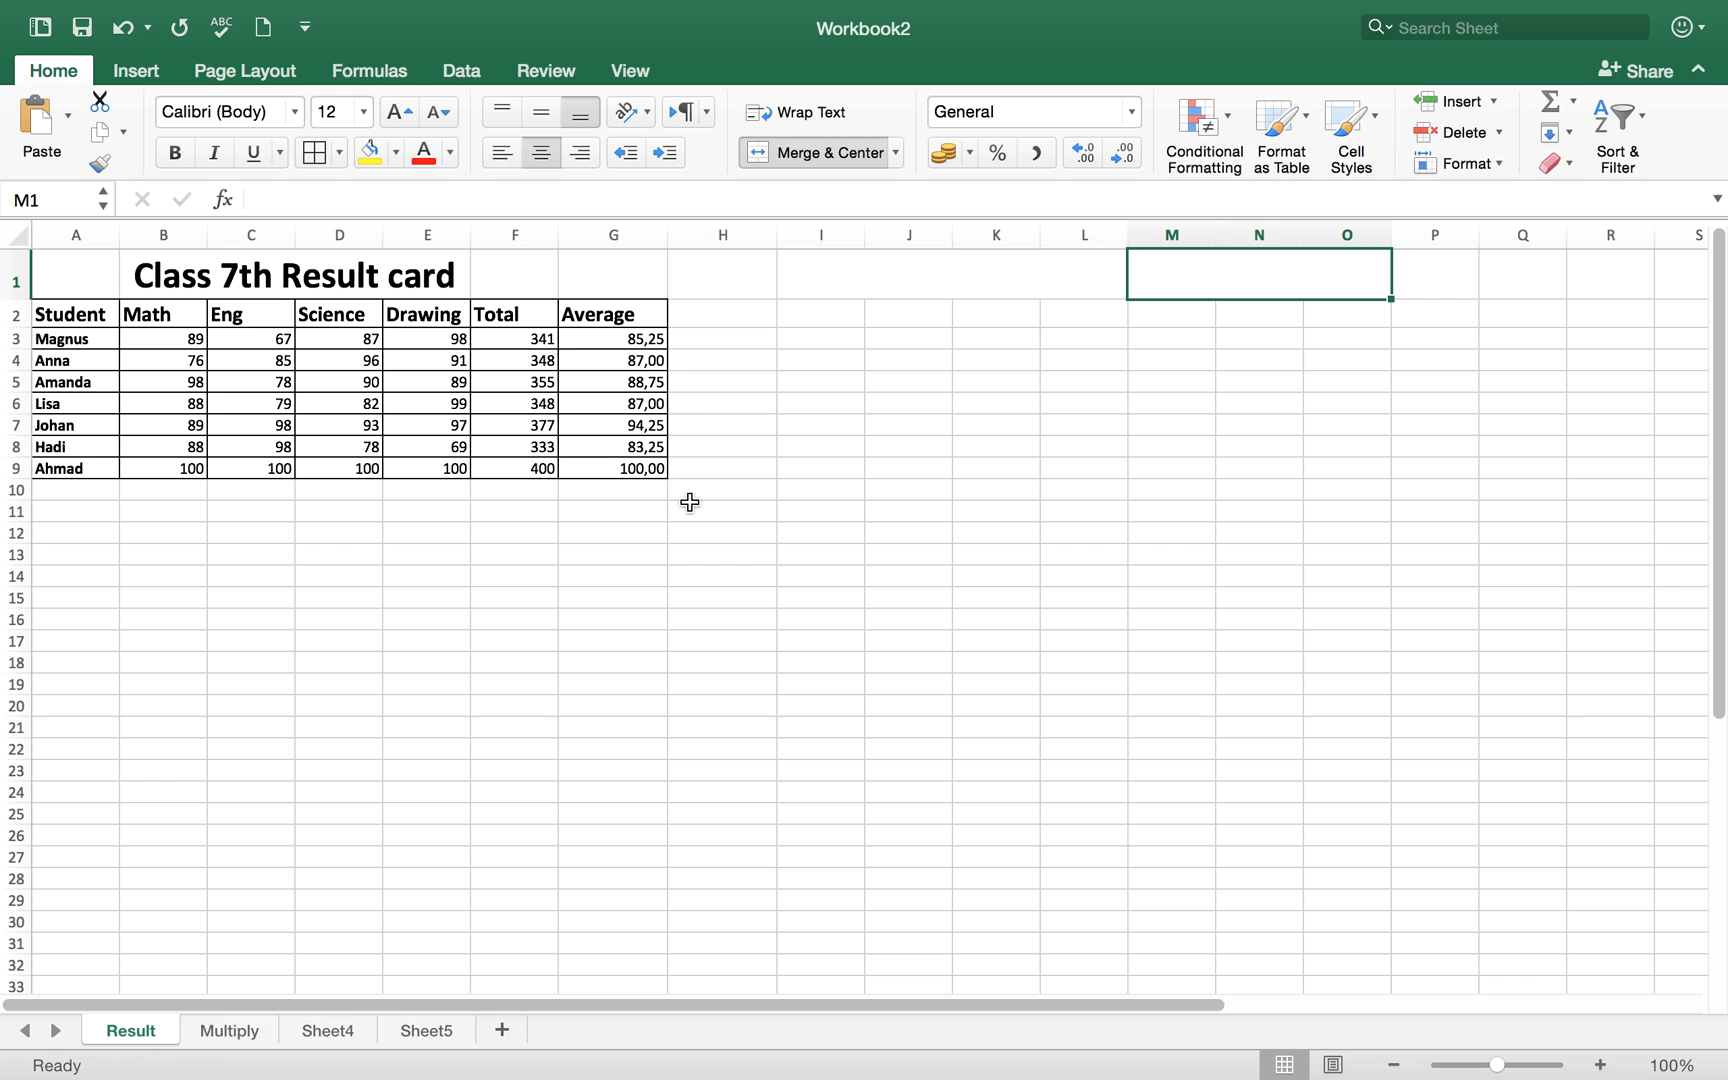 Workbook2
Search Sheet
ABC
Home Insert Page Layout Formulas Data Review View
Share
Paste
Calibri (Body) 12 A A
B I U A
ab
Wrap Text
Merge & Center
General
%
.0 .00
.00 .0
Conditional Formatting
Format as Table
Cell Styles
Insert
Delete
Format
Σ
A
Z
Sort & Filter
M1 fx
A B C D E F G H I J K L M N O P Q R S
1 Class 7th Result card
2 Student Math Eng Science Drawing Total Average
3 Magnus 89 67 87 98 341 85,25
4 Anna 76 85 96 91 348 87,00
5 Amanda 98 78 90 89 355 88,75
6 Lisa 88 79 82 99 348 87,00
7 Johan 89 98 93 97 377 94,25
8 Hadi 88 98 78 69 333 83,25
9 Ahmad 100 100 100 100 400 100,00
10
11
12
13
14
15
16
17
18
19
20
21
22
23
24
25
26
27
28
29
30
31
32
33
Result Multiply Sheet4 Sheet5 +
Ready
100%